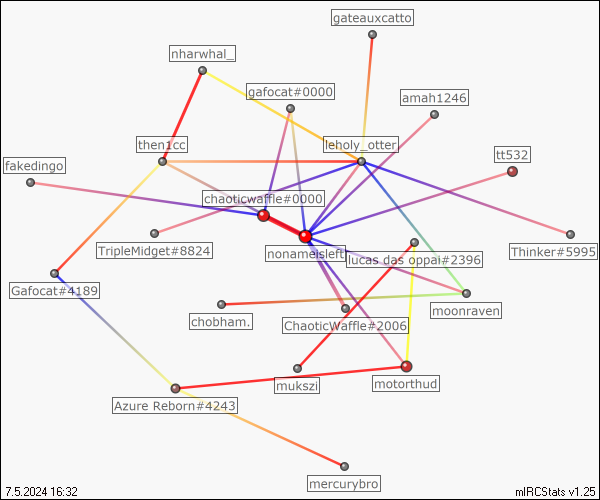 gateauxcatto
nharwhal_
gafocat#0000
amah1246
then1cc
leholy_otter
tt532
fakedingo
chaoticwaffle#0000
TripleMidget#8824
nonameisleft
lucas das oppai#2396
Thinker#5995
Gafocat#4189
chobham.
ChaoticWaffle#2006
moonraven
mukszi
motorthud
Azure Reborn#4243
mercurybro
7.5.2024 16:32
mIRCStats v1.25